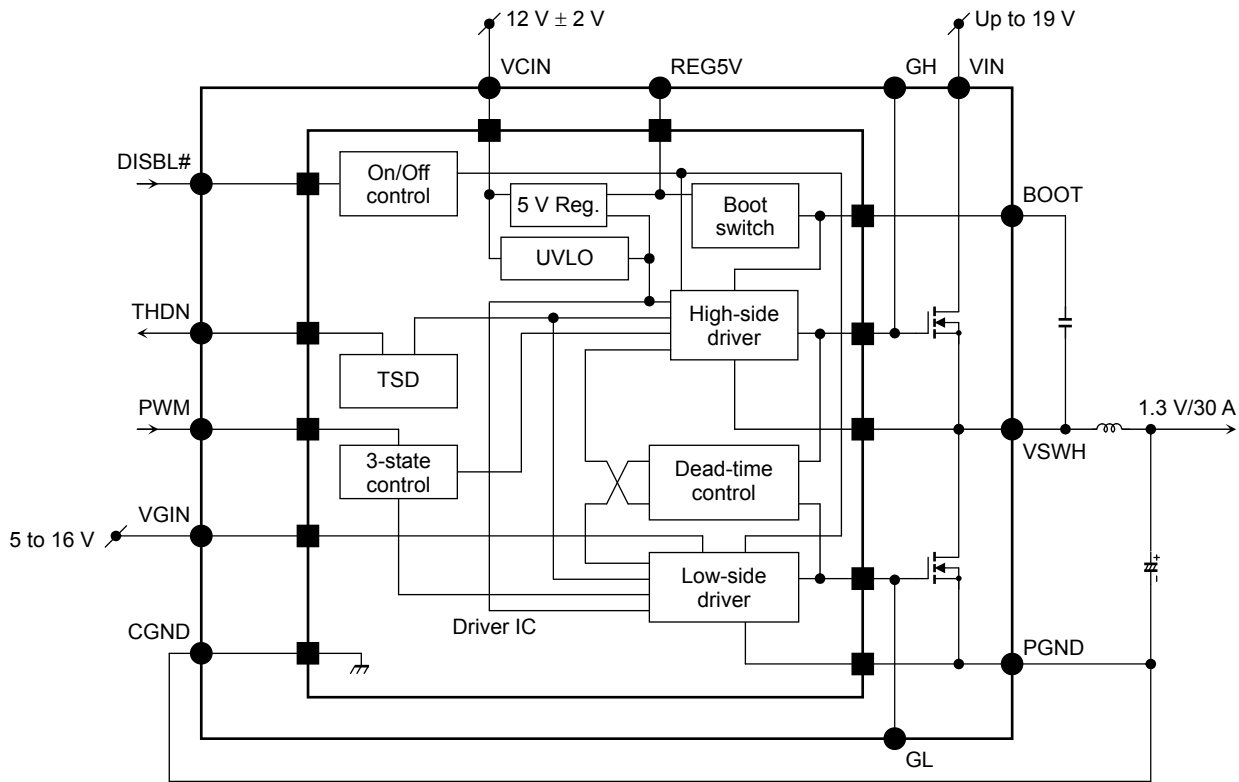 12 V ± 2 V
Up to 19 V
VCIN
REG5V
GH
VIN
DISBL#
On/Off
control
5 V Reg.
Boot
switch
BOOT
UVLO
THDN
High-side
driver
TSD
PWM
1.3 V/30 A
VSWH
3-state
control
Dead-time
control
VGIN
5 to 16 V
Low-side
driver
CGND
Driver IC
PGND
GL